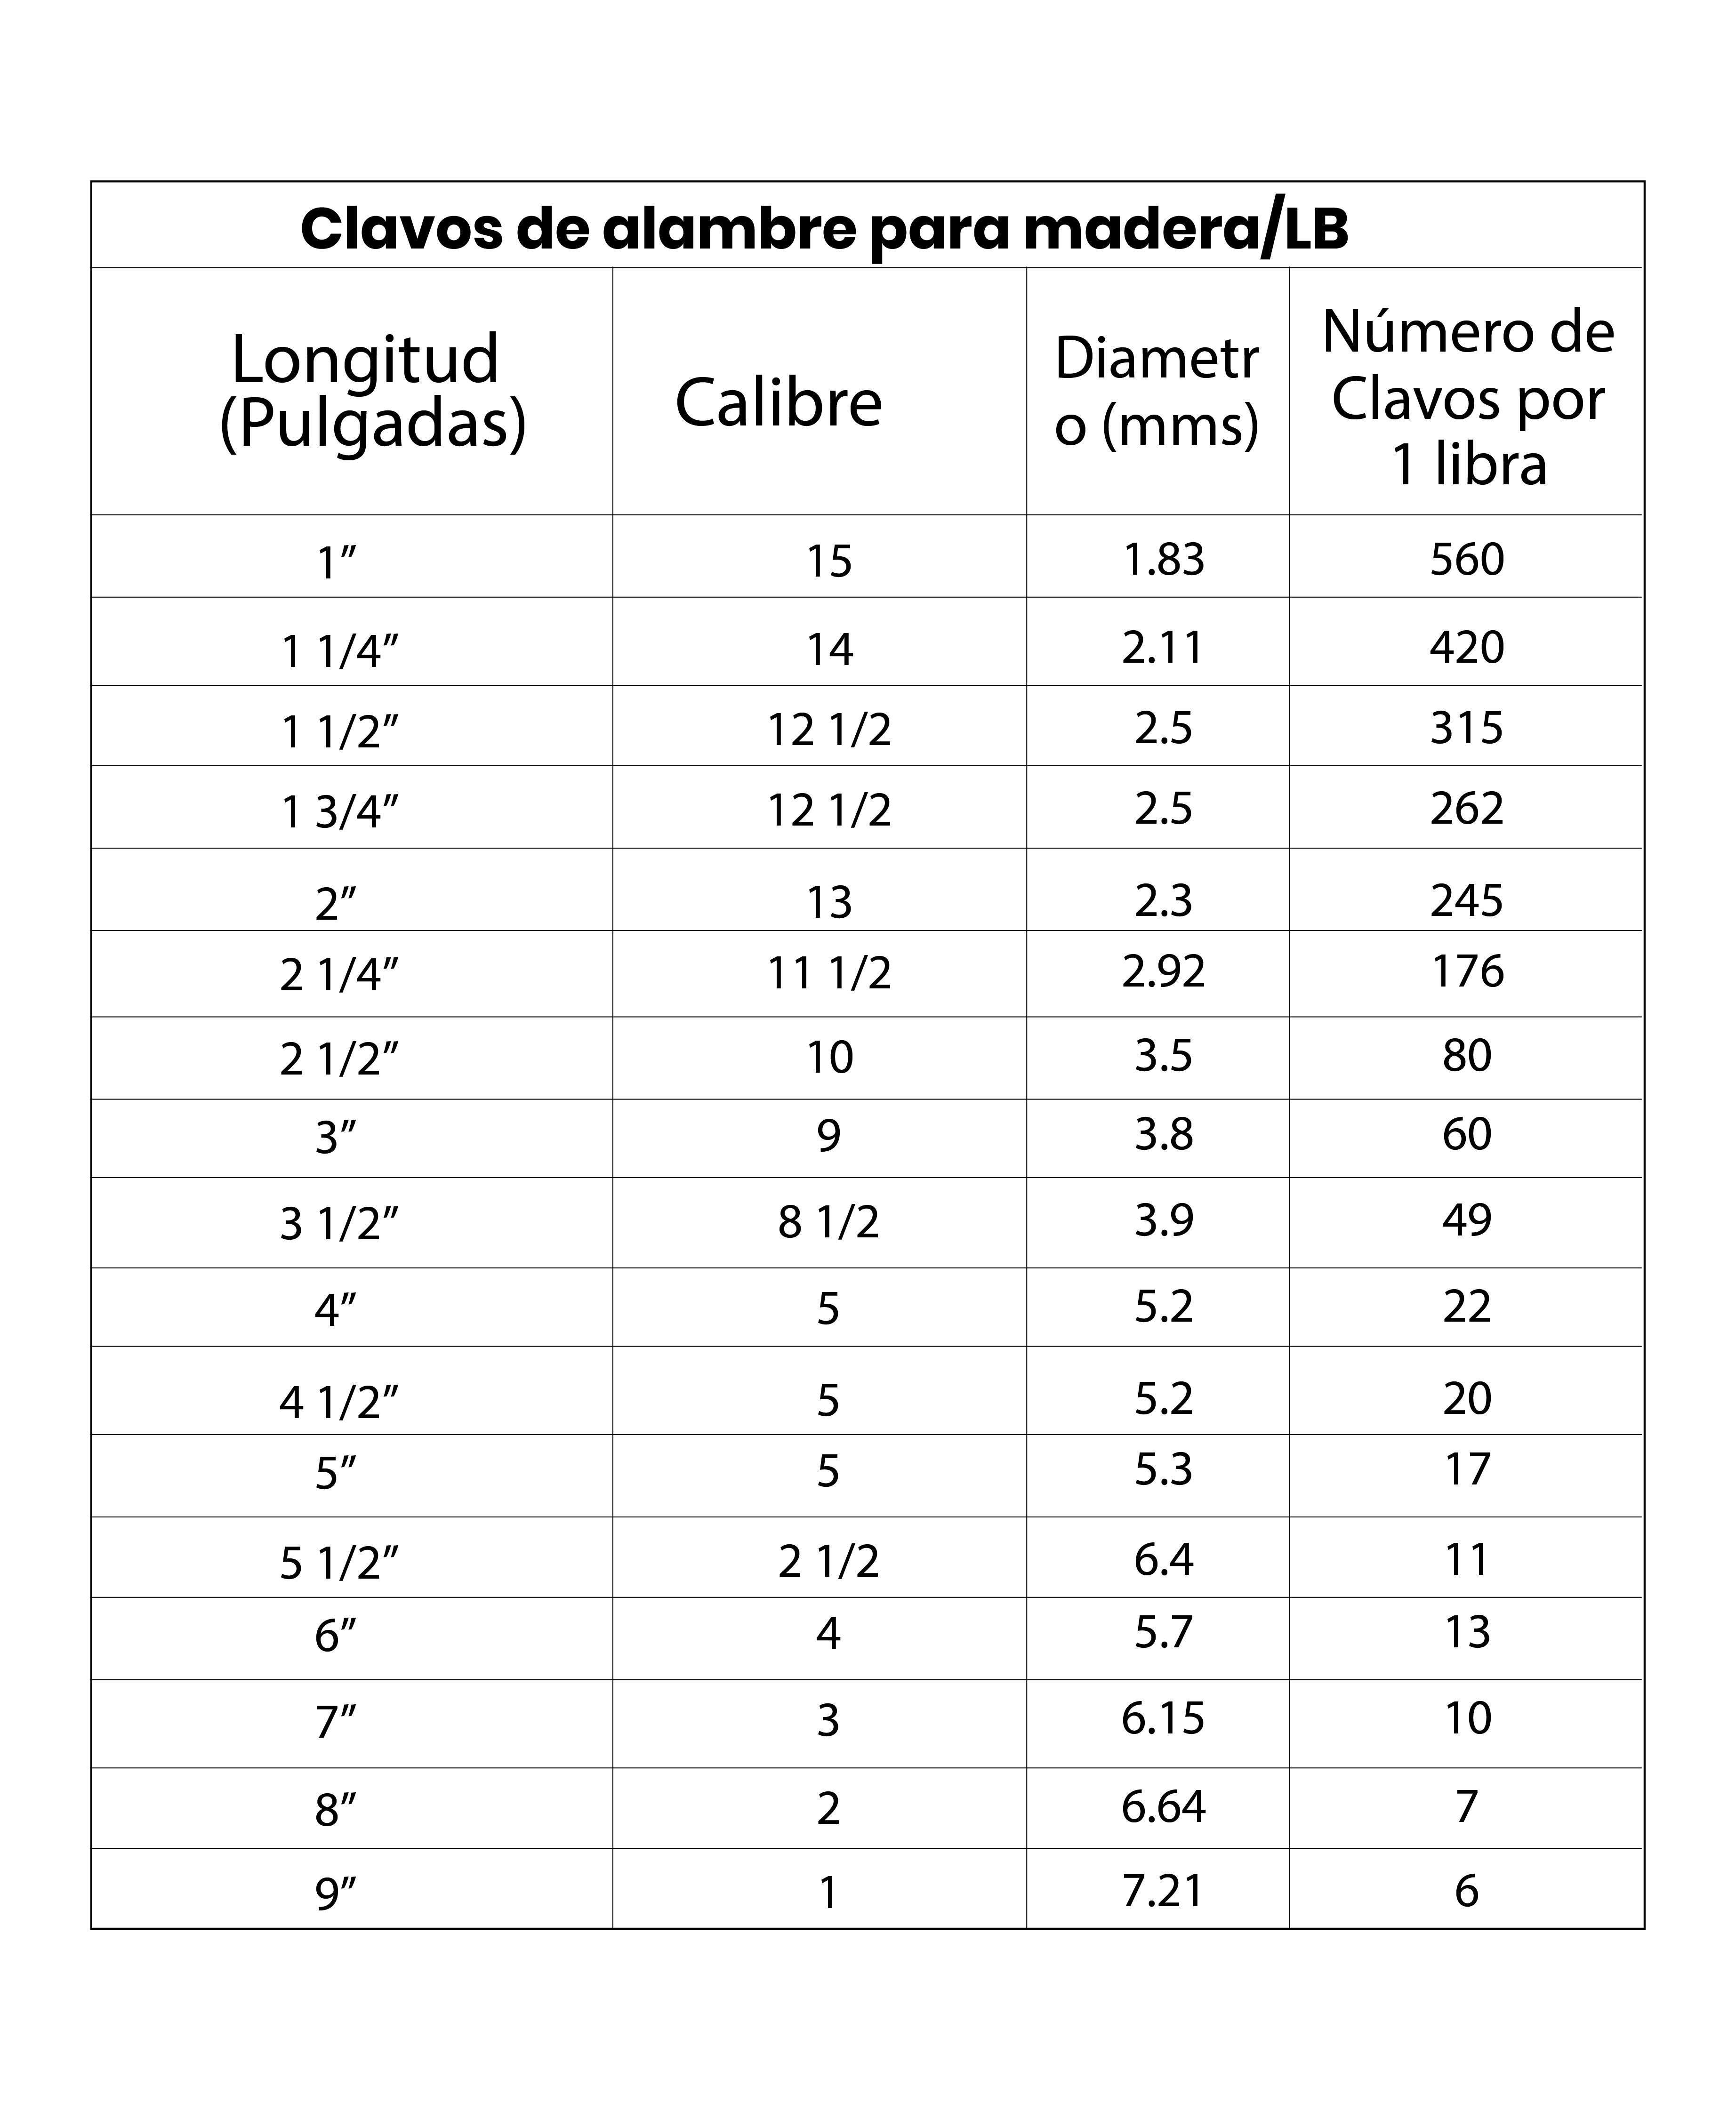 Clavos de alambre para madera/LB
Longitud
(Pulgadas)
Calibre
Diametr
o (mms)
Número de
Clavos por
1 libra
1” 15 1.83 560
1 1/4” 14 2.11 420
1 1/2” 12 1/2 2.5 315
1 3/4” 12 1/2 2.5 262
2” 13 2.3 245
2 1/4” 11 1/2 2.92 176
2 1/2” 10 3.5 80
3” 9 3.8 60
3 1/2” 8 1/2 3.9 49
4” 5 5.2 22
4 1/2” 5 5.2 20
5” 5 5.3 17
5 1/2” 2 1/2 6.4 11
6” 4 5.7 13
7” 3 6.15 10
8” 2 6.64 7
9” 1 7.21 6